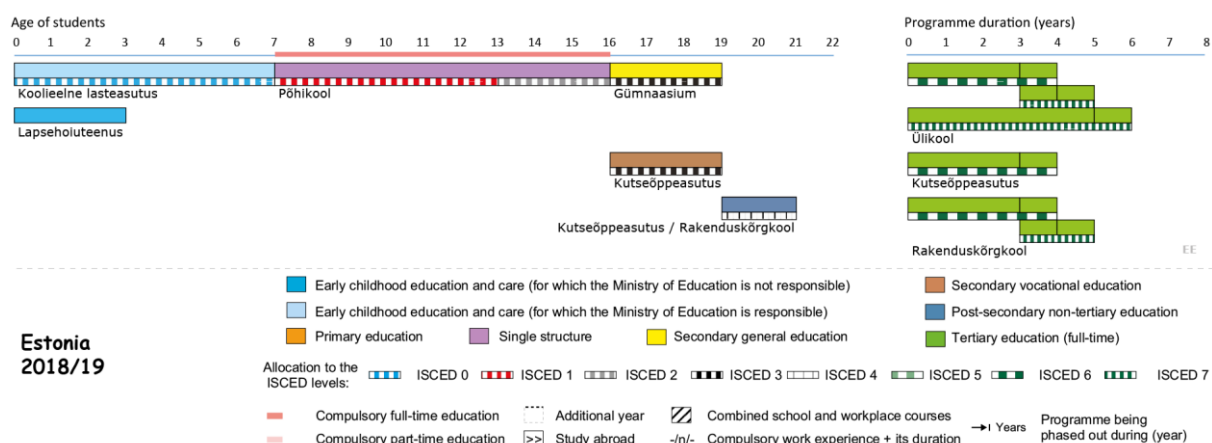 Age of students
Programme duration (years)
0 1 2 3 4 5 6 7 8 9 10 11 12 13 14 15 16 17 18 19 20 21 22
0 1 2 3 4 5 6 7 8
Koolieelne lasteasutus
Põhikool
Gümnaasium
Lapsehoiuteenus
Ülikool
Kutseõppeasutus
Kutseõppeasutus
Kutseõppeasutus / Rakenduskõrgkool
Rakenduskõrgkool
EE
Early childhood education and care (for which the Ministry of Education is not responsible)
Secondary vocational education
Early childhood education and care (for which the Ministry of Education is responsible)
Post-secondary non-tertiary education
Primary education
Single structure
Secondary general education
Tertiary education (full-time)
Estonia
2018/19
Allocation to the
ISCED levels:
ISCED 0
ISCED 1
ISCED 2
ISCED 3
ISCED 4
ISCED 5
ISCED 6
ISCED 7
Compulsory full-time education
Additional year
Combined school and workplace courses
Years
Programme being
phased out during (year)
Compulsory part-time education
>> Study abroad
-/n/- Compulsory work experience + its duration